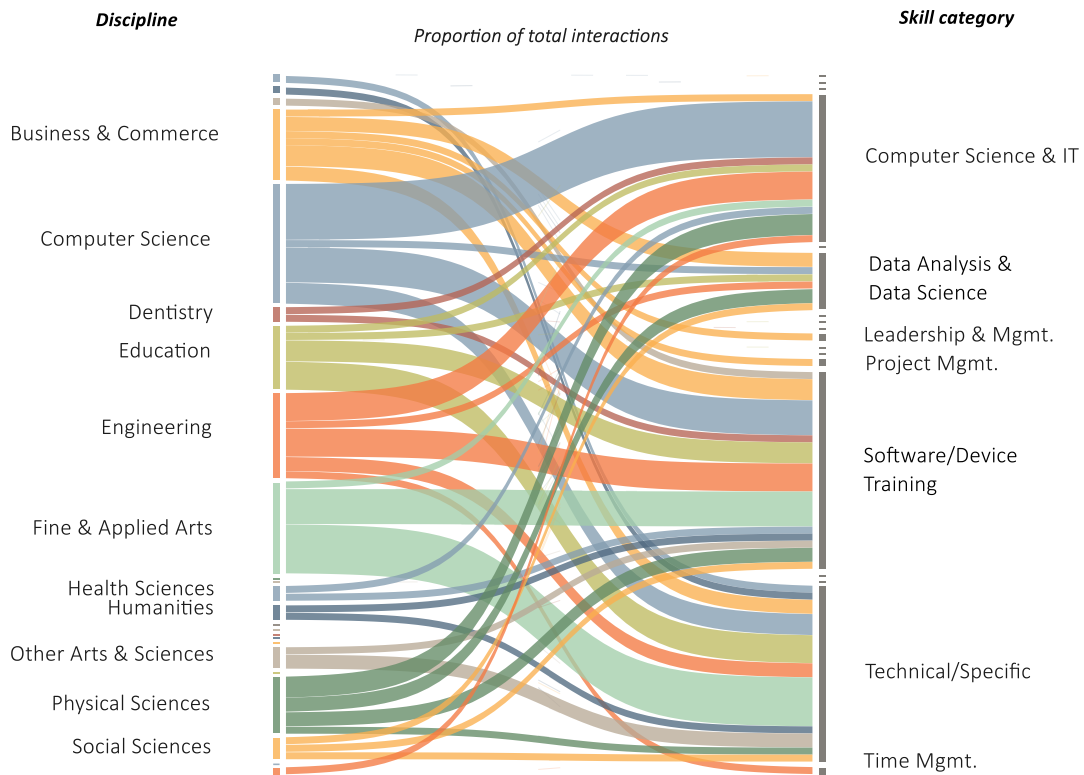 Discipline
Proportion of total interactions
Skill category
Business & Commerce
Computer Science
Dentistry
Education
Engineering
Fine & Applied Arts
Health Sciences
Humanities
Other Arts & Sciences
Physical Sciences
Social Sciences
Computer Science & IT
Data Analysis &
Data Science
Leadership & Mgmt.
Project Mgmt.
Software/Device
Training
Technical/Specific
Time Mgmt.